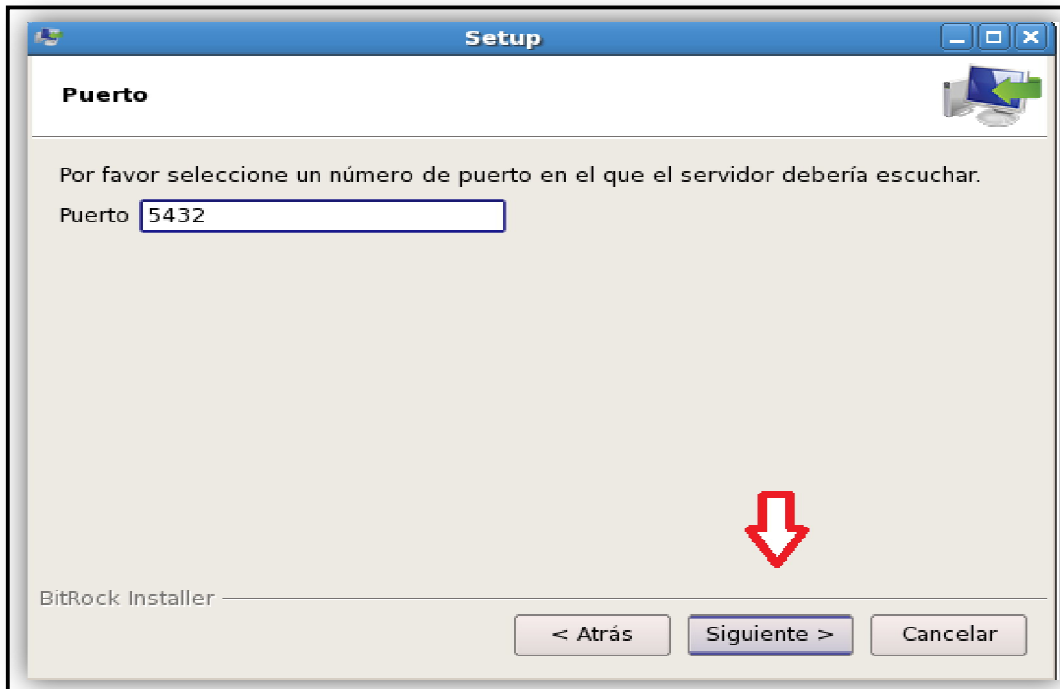 Setup
Puerto
Por favor seleccione un número de puerto en el que el servidor debería escuchar.
Puerto 5432
BitRock Installer
< Atrás Siguiente > Cancelar